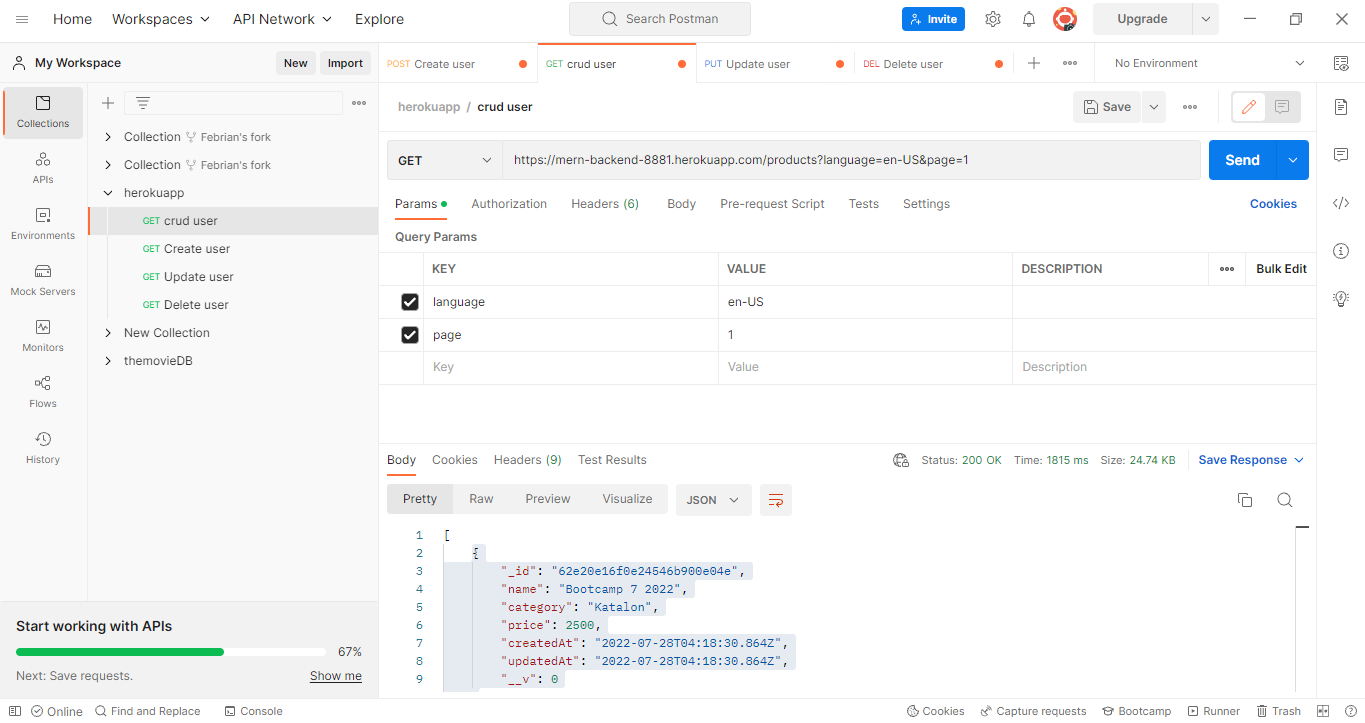 Home Workspaces API Network Explore Search Postman Invite Upgrade
My Workspace New Import
POST Create user GET crud user PUT Update user DEL Delete user No Environment
herokuapp / crud user Save
Collections
APIs
Environments
Mock Servers
Monitors
Flows
History
Collection Febrian's fork
Collection Febrian's fork
herokuapp
GET crud user
GET Create user
GET Update user
GET Delete user
New Collection
themovieDB
GET https://mern-backend-8881.herokuapp.com/products?language=en-US&page=1 Send
Params Authorization Headers (6) Body Pre-request Script Tests Settings Cookies
Query Params
KEY VALUE DESCRIPTION Bulk Edit
language en-US
page 1
Key Value Description
Body Cookies Headers (9) Test Results Status: 200 OK Time: 1815 ms Size: 24.74 KB Save Response
Pretty Raw Preview Visualize JSON
1 [
2 {
3 "_id": "62e20e16f0e24546b900e04e",
4 "name": "Bootcamp 7 2022",
5 "category": "Katalon",
6 "price": 2500,
7 "createdAt": "2022-07-28T04:18:30.864Z",
8 "updatedAt": "2022-07-28T04:18:30.864Z",
9 "__v": 0
Start working with APIs
67%
Next: Save requests. Show me
Online Find and Replace Console Cookies Capture requests Bootcamp Runner Trash